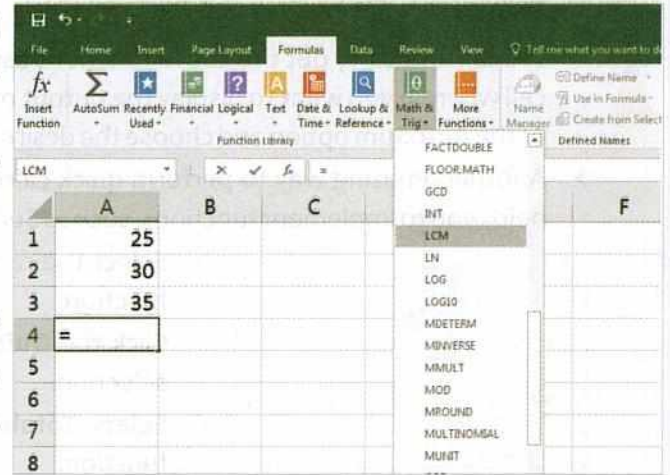 File Home Insert Page Layout Formulas Data Review View Tell me what you want to d
fx Insert Function
AutoSum
Recently Used
Financial
Logical
Text
Date & Time
Lookup & Reference
Math & Trig
More Functions
Name Manager
Define Name
Use in Formula
Create from Select
Function Library
Defined Names
LCM
fx =
FACTDOUBLE
FLOOR.MATH
GCD
INT
LCM
LN
LOG
LOG10
MDETERM
MINVERSE
MMULT
MOD
MROUND
MULTINOMIAL
MUNIT
A B C F
1 25
2 30
3 35
4 =
5
6
7
8